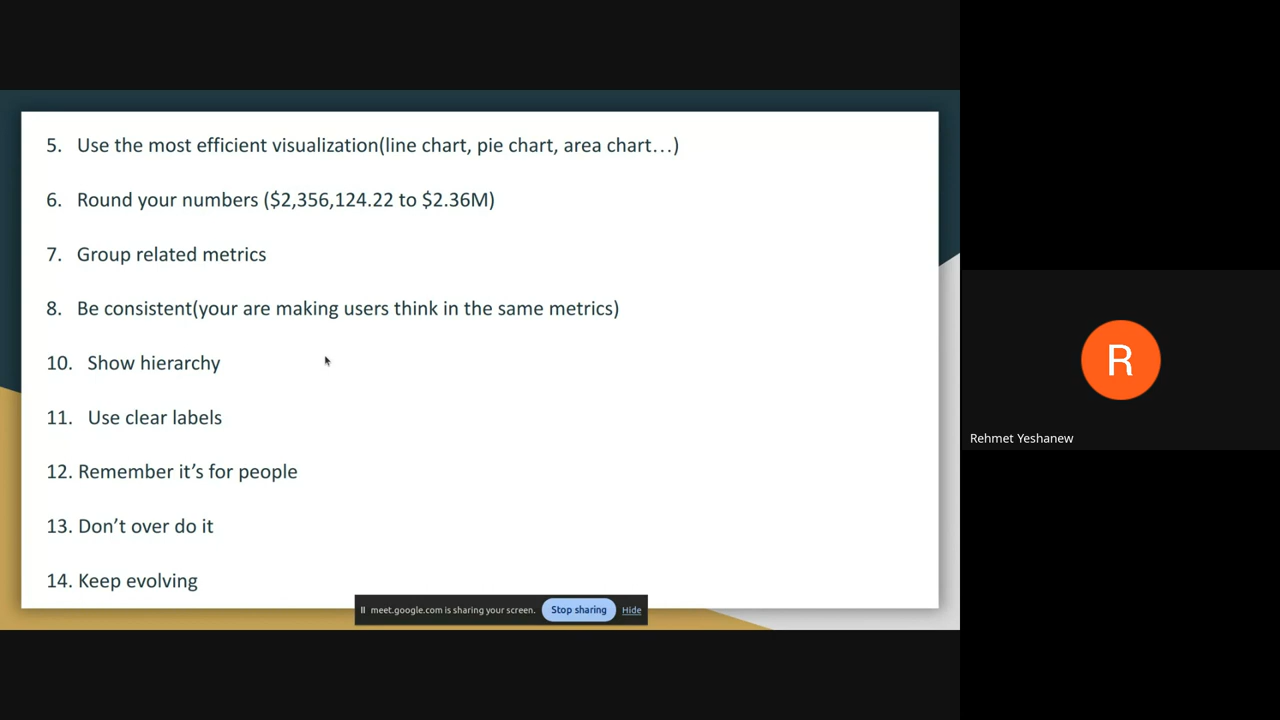 5. Use the most efficient visualization(line chart, pie chart, area chart…)
6. Round your numbers ($2,356,124.22 to $2.36M)
7. Group related metrics
8. Be consistent(your are making users think in the same metrics)
10. Show hierarchy
11. Use clear labels
12. Remember it’s for people
13. Don’t over do it
14. Keep evolving
meet.google.com is sharing your screen. Stop sharing Hide
R
Rehmet Yeshanew